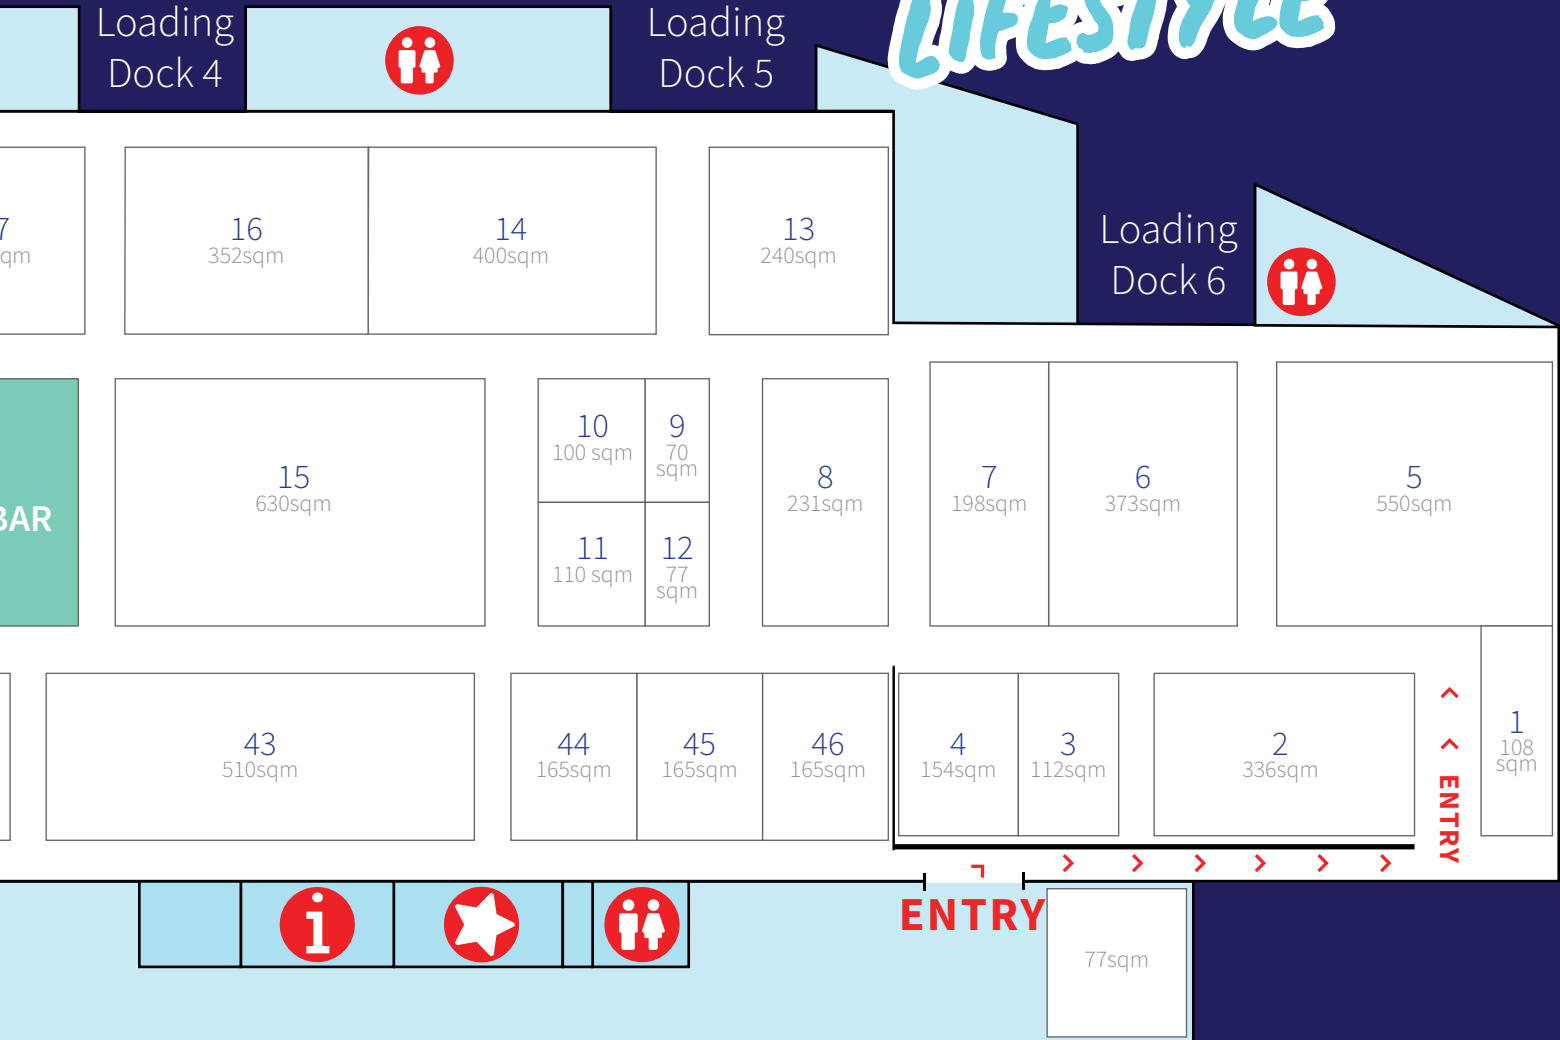 LIFESTYLE
Loading
Dock 4
Loading
Dock 5
Loading
Dock 6
7
qm
16
352sqm
14
400sqm
13
240sqm
BAR
15
630sqm
10
100 sqm
9
70
sqm
11
110 sqm
12
77
sqm
8
231sqm
7
198sqm
6
373sqm
5
550sqm
43
510sqm
44
165sqm
45
165sqm
46
165sqm
4
154sqm
3
112sqm
2
336sqm
ENTRY
1
108
sqm
i
ENTRY
77sqm